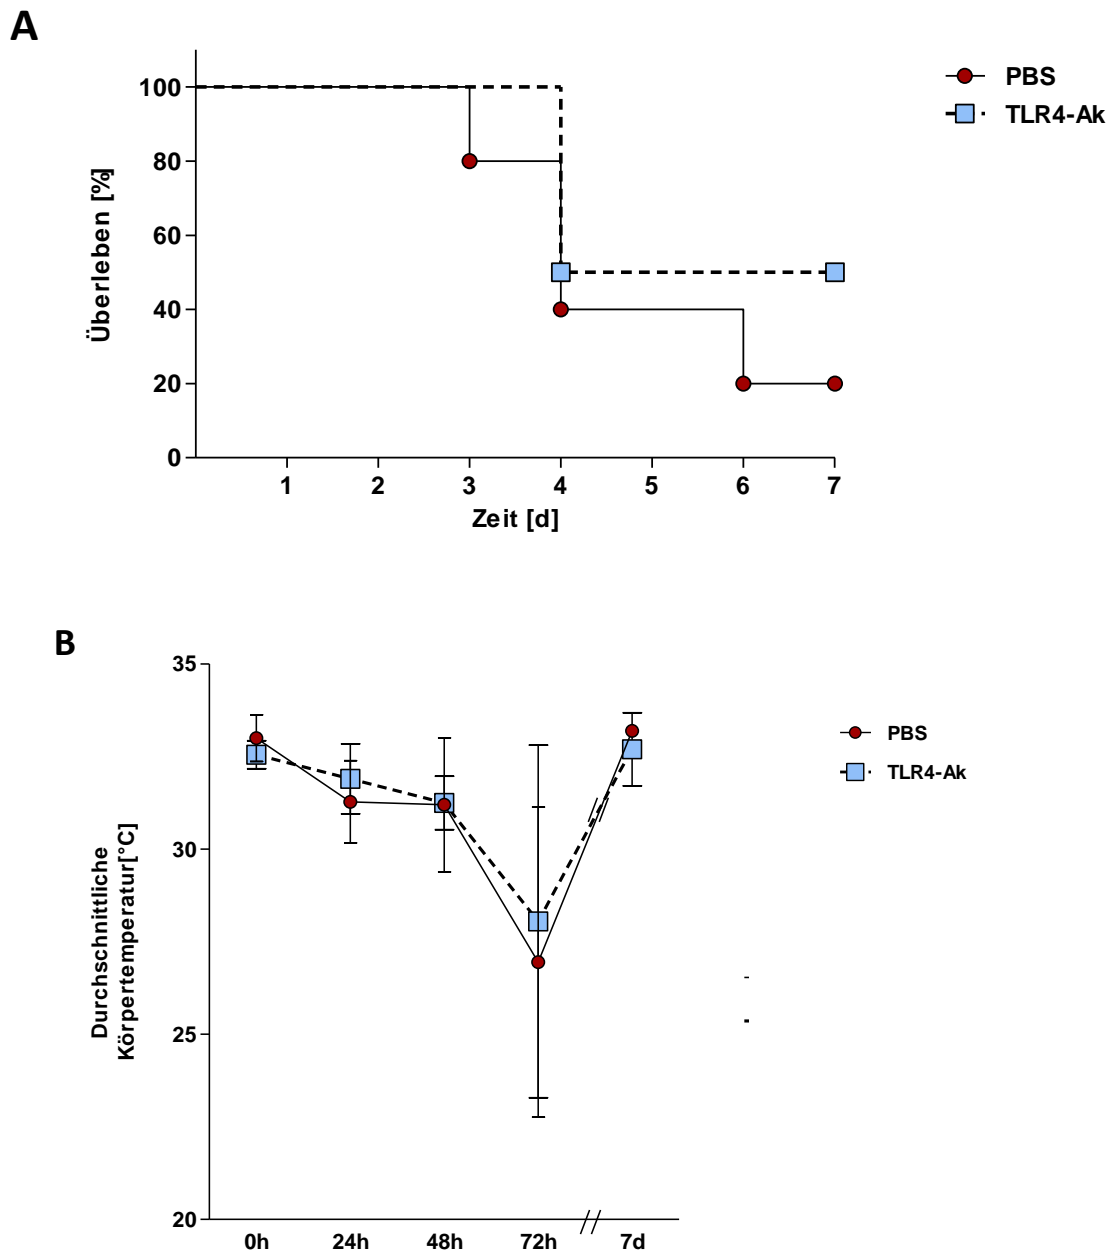 A
PBS
TLR4-Ak
Überleben [%]
100
80
60
40
20
0
1 2 3 4 5 6 7
Zeit [d]
B
PBS
TLR4-Ak
Durchschnittliche
Körpertemperatur[°C]
35
30
25
20
0h 24h 48h 72h 7d